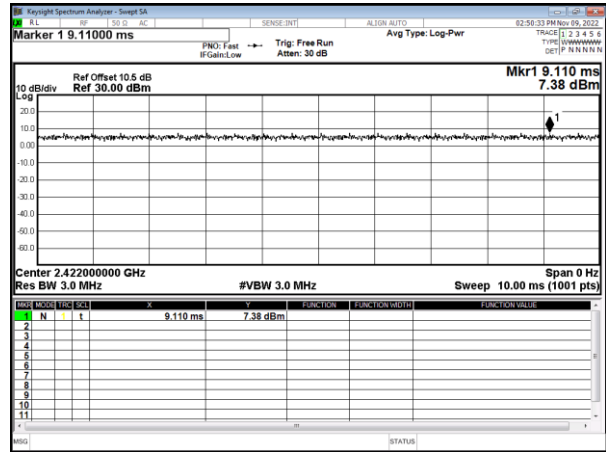 Keysight Spectrum Analyzer - Swept SA
RL RF 50 Ω AC SENSE:INT ALIGN AUTO 02:50:33 PM Nov 09, 2022
Marker 1 9.11000 ms Avg Type: Log-Pwr TRACE 1 2 3 4 5 6
PNO: Fast Trig: Free Run TYPE WWWWWW
IFGain:Low Atten: 30 dB DET P N N N N N
Mkr1 9.110 ms
Ref Offset 10.5 dB
10 dB/div Ref 30.00 dBm 7.38 dBm
Log
20.0
1
10.0
0.00
-10.0
-20.0
-30.0
-40.0
-50.0
-60.0
Center 2.422000000 GHz Span 0 Hz
Res BW 3.0 MHz #VBW 3.0 MHz Sweep 10.00 ms (1001 pts)
MKR MODE TRC SCL X Y FUNCTION FUNCTION WIDTH FUNCTION VALUE
1 N 1 t 9.110 ms 7.38 dBm
2
3
4
5
6
7
8
9
10
11
MSG STATUS